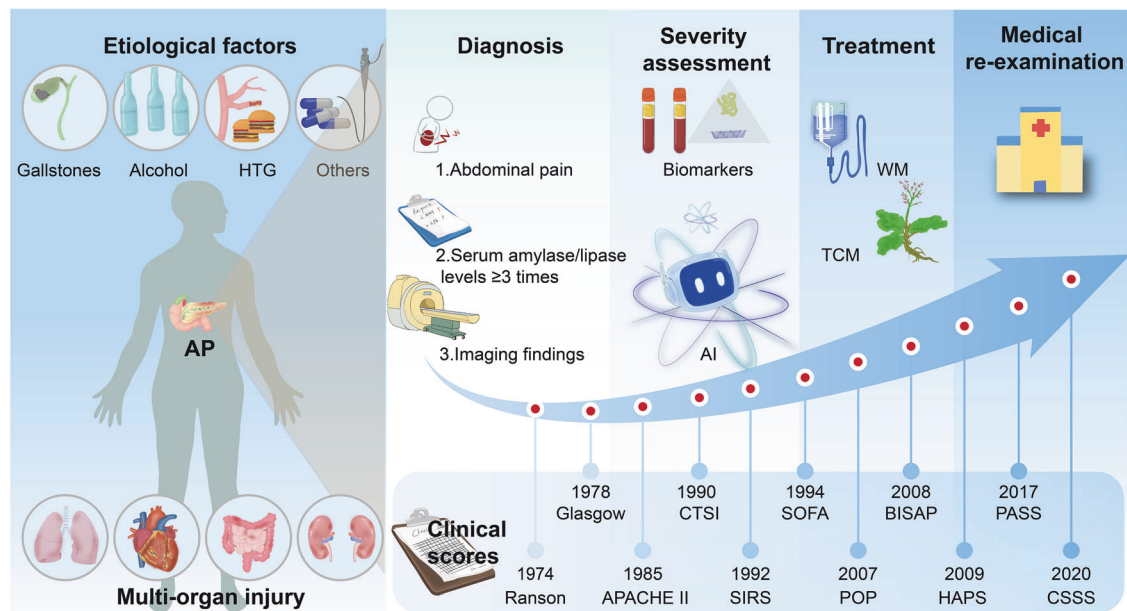 Etiological factors
Gallstones
Alcohol
HTG
Others
AP
Multi-organ injury
Diagnosis
1.Abdominal pain
2.Serum amylase/lipase
levels ≥3 times
3.Imaging findings
Severity
assessment
Biomarkers
AI
Treatment
WM
TCM
Medical
re-examination
Clinical
scores
1974
Ranson
1978
Glasgow
1985
APACHE II
1990
CTSI
1992
SIRS
1994
SOFA
2007
POP
2008
BISAP
2009
HAPS
2017
PASS
2020
CSSS